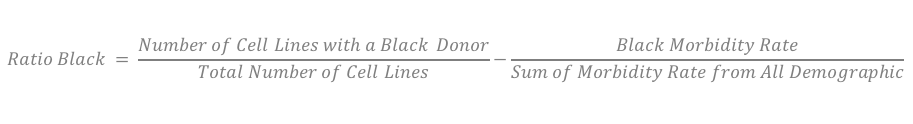 Ratio Black = Number of Cell Lines with a Black Donor / Total Number of Cell Lines − Black Morbidity Rate / Sum of Morbidity Rate from All Demographic